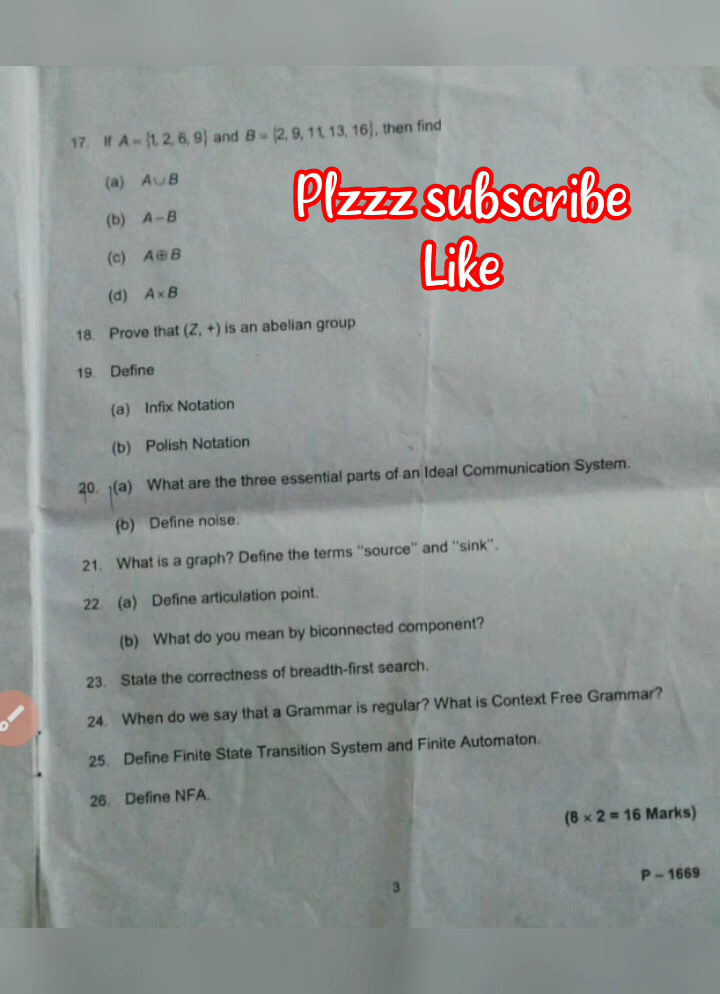 17. If A = {1, 2, 6, 9} and B = {2, 9, 11, 13, 16}, then find
(a) A∪B
Plzzz subscribe
(b) A – B
Like
(c) A⊕B
(d) A × B
18. Prove that (Z, +) is an abelian group
19. Define
(a) Infix Notation
(b) Polish Notation
20. (a) What are the three essential parts of an Ideal Communication System.
(b) Define noise.
21. What is a graph? Define the terms "source" and "sink".
22. (a) Define articulation point.
(b) What do you mean by biconnected component?
23. State the correctness of breadth-first search.
24. When do we say that a Grammar is regular? What is Context Free Grammar?
25. Define Finite State Transition System and Finite Automaton.
26. Define NFA.
(8 × 2 = 16 Marks)
3
P – 1669